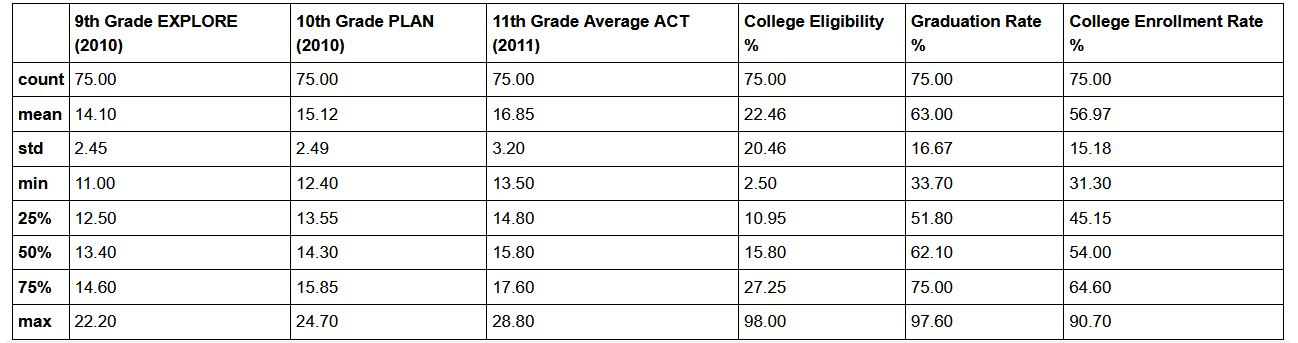 9th Grade EXPLORE (2010) 10th Grade PLAN (2010) 11th Grade Average ACT (2011) College Eligibility % Graduation Rate % College Enrollment Rate %
count 75.00 75.00 75.00 75.00 75.00 75.00
mean 14.10 15.12 16.85 22.46 63.00 56.97
std 2.45 2.49 3.20 20.46 16.67 15.18
min 11.00 12.40 13.50 2.50 33.70 31.30
25% 12.50 13.55 14.80 10.95 51.80 45.15
50% 13.40 14.30 15.80 15.80 62.10 54.00
75% 14.60 15.85 17.60 27.25 75.00 64.60
max 22.20 24.70 28.80 98.00 97.60 90.70